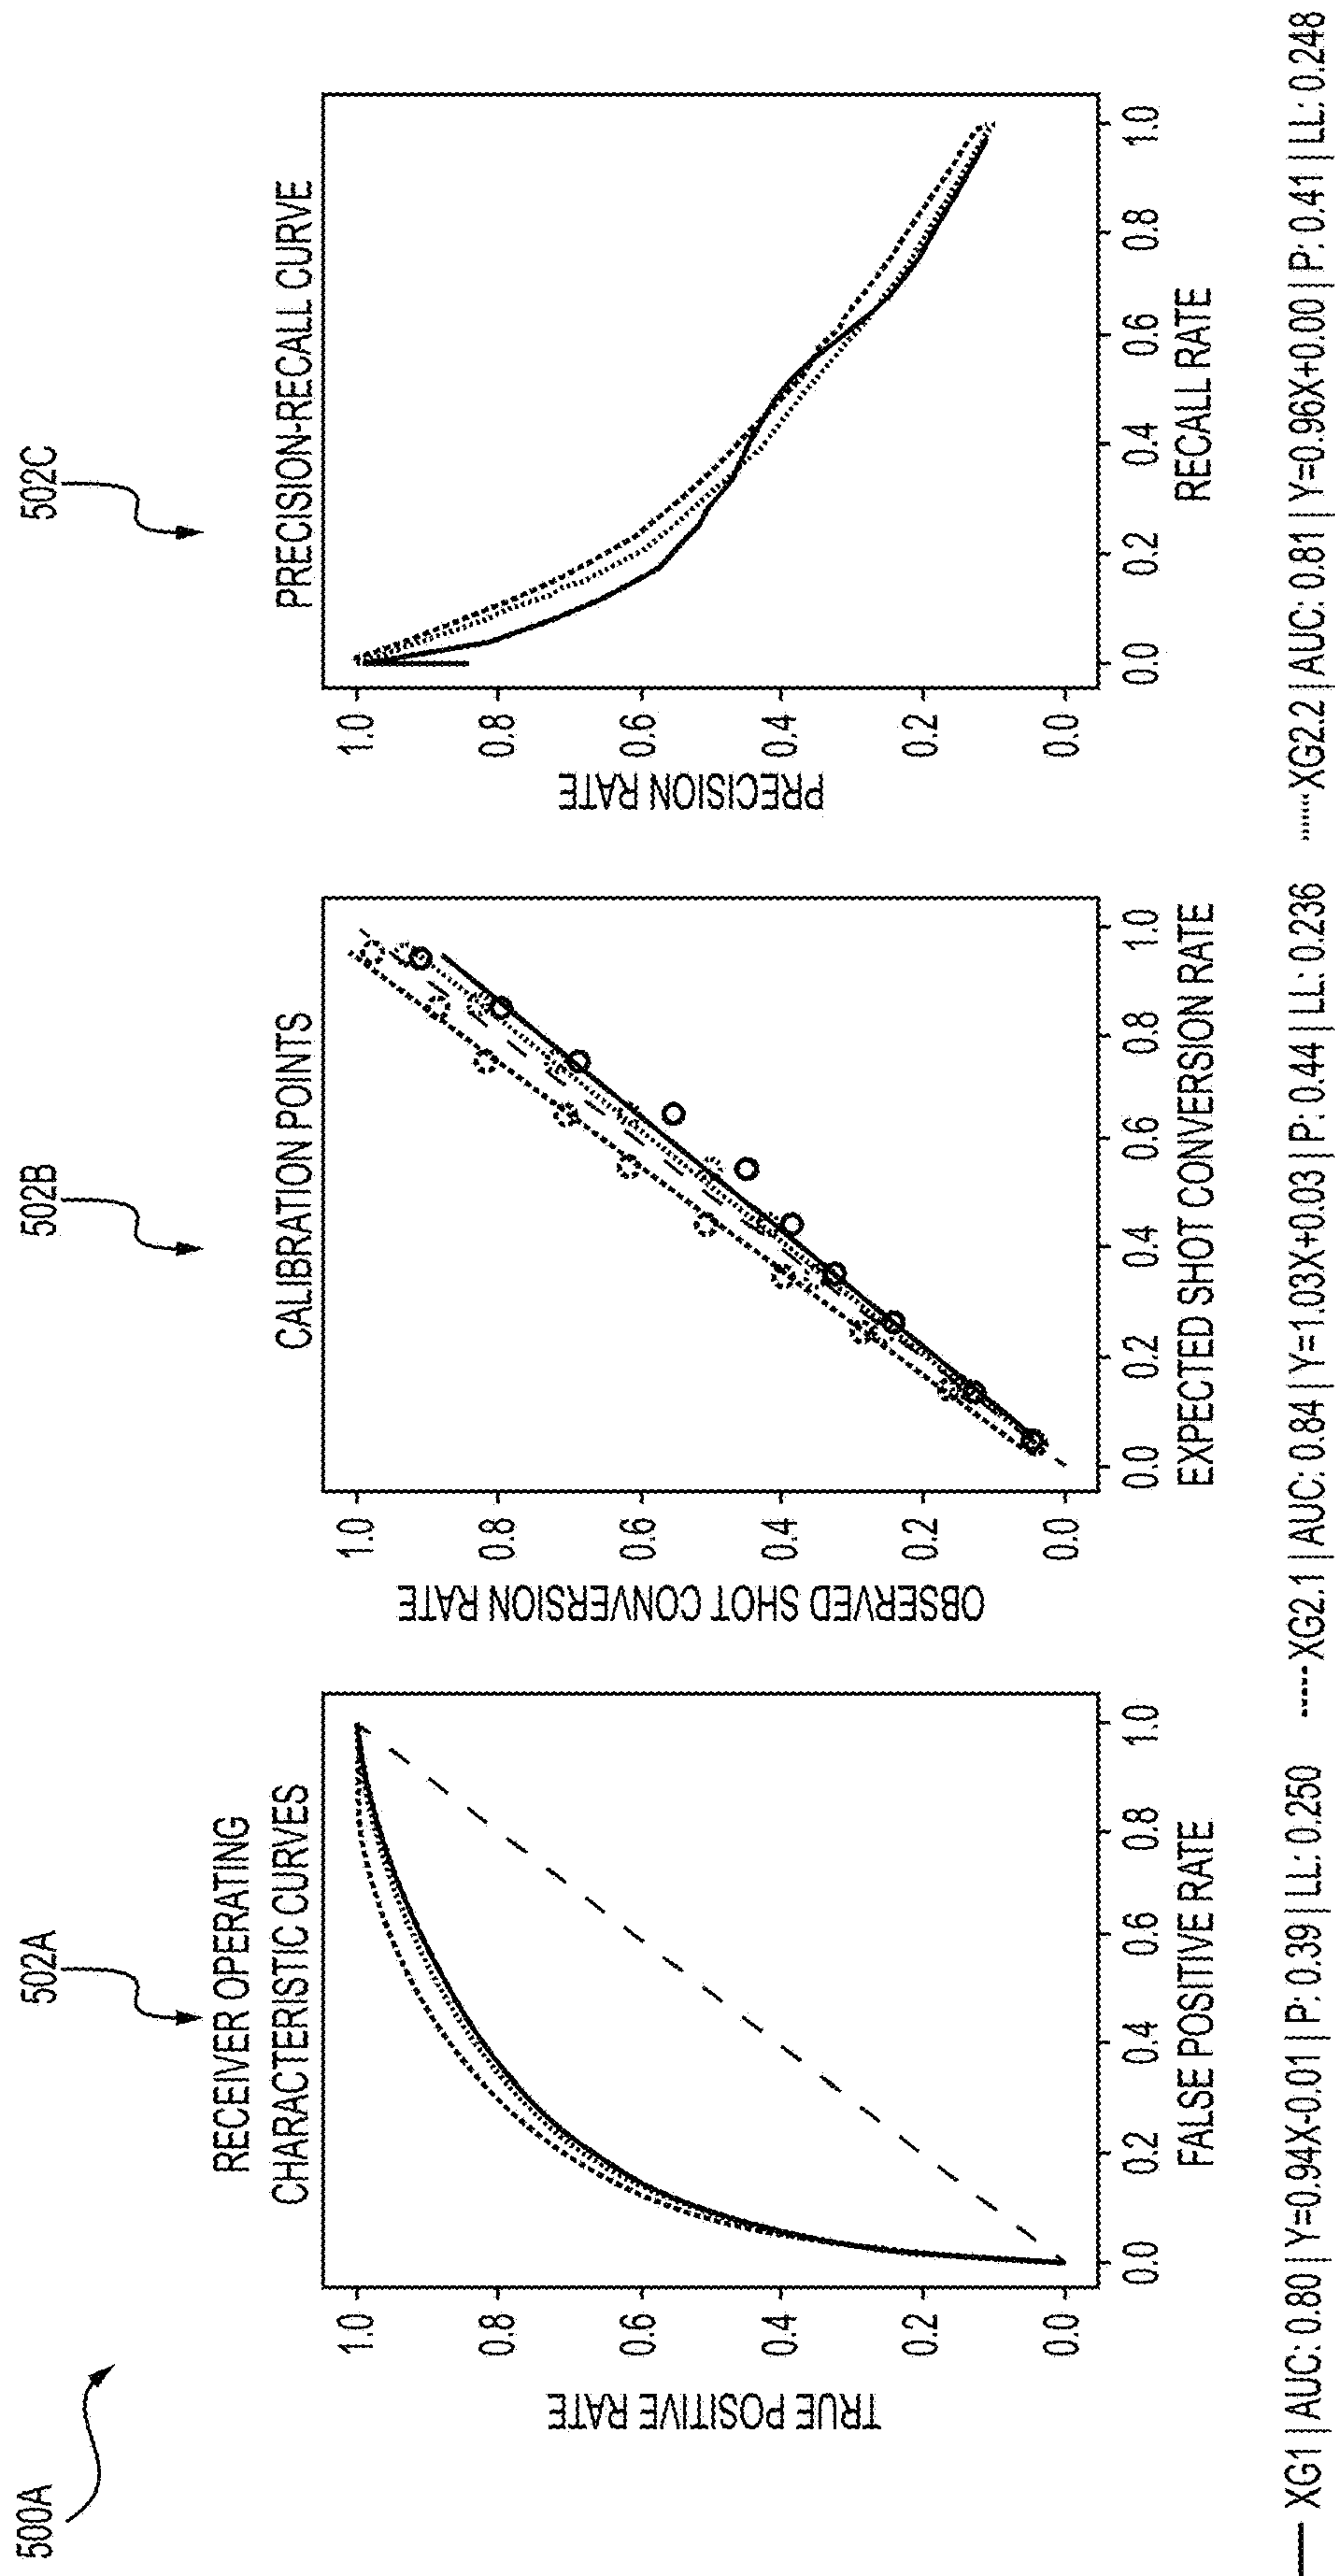 500A
502A
RECEIVER OPERATING
CHARACTERISTIC CURVES
TRUE POSITIVE RATE
1.0
0.8
0.6
0.4
0.2
0.0
0.0 0.2 0.4 0.6 0.8 1.0
FALSE POSITIVE RATE
502B
CALIBRATION POINTS
OBSERVED SHOT CONVERSION RATE
1.0
0.8
0.6
0.4
0.2
0.0
0.0 0.2 0.4 0.6 0.8 1.0
EXPECTED SHOT CONVERSION RATE
502C
PRECISION-RECALL CURVE
PRECISION RATE
1.0
0.8
0.6
0.4
0.2
0.0
0.0 0.2 0.4 0.6 0.8 1.0
RECALL RATE
XG1 | AUC: 0.80 | Y=0.94X-0.01 | P: 0.39 | LL: 0.250
XG2.1 | AUC: 0.84 | Y=1.03X+0.03 | P: 0.44 | LL: 0.236
XG2.2 | AUC: 0.81 | Y=0.96X+0.00 | P: 0.41 | LL: 0.248